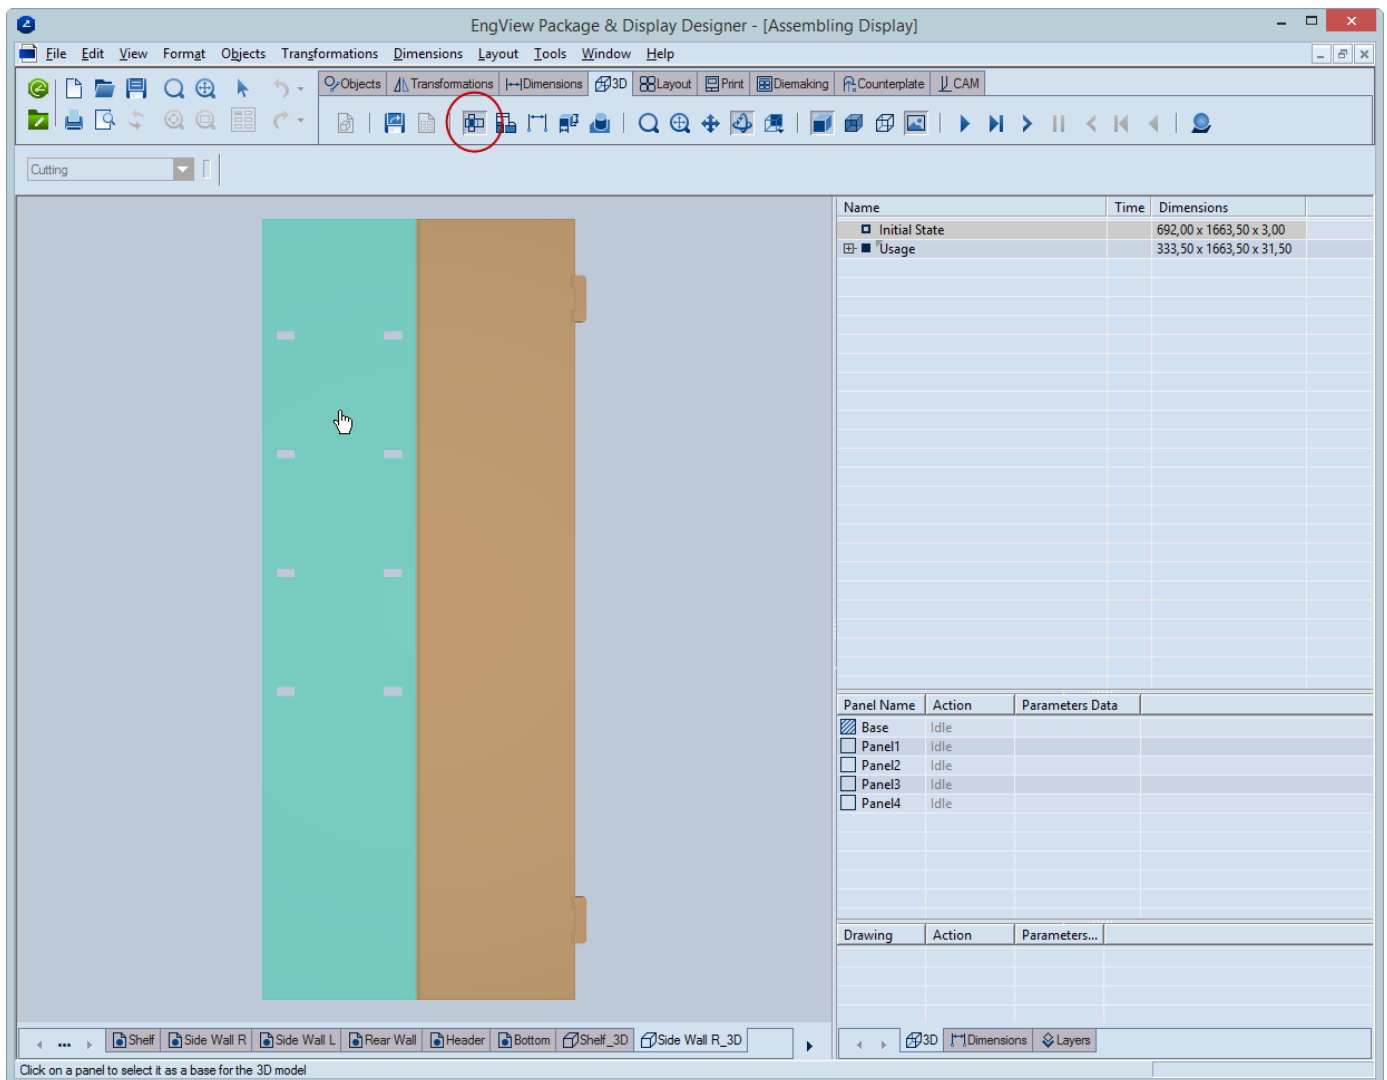 EngView Package & Display Designer - [Assembling Display]
File Edit View Format Objects Transformations Dimensions Layout Tools Window Help
Objects Transformations Dimensions 3D Layout Print Diemaking Counterplate CAM
Cutting
Name Time Dimensions
Initial State 692,00 x 1663,50 x 3,00
Usage 333,50 x 1663,50 x 31,50
Panel Name Action Parameters Data
Base Idle
Panel1 Idle
Panel2 Idle
Panel3 Idle
Panel4 Idle
Drawing Action Parameters...
... Shelf Side Wall R Side Wall L Rear Wall Header Bottom Shelf_3D Side Wall R_3D
3D Dimensions Layers
Click on a panel to select it as a base for the 3D model